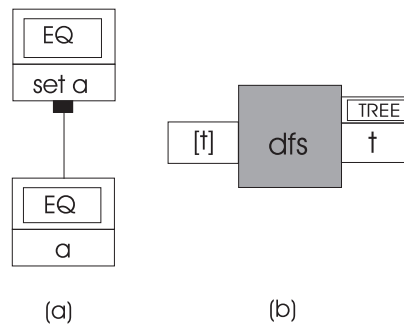 EQ
set a
EQ
a
(a)
[t]
dfs
TREE
t
(b)